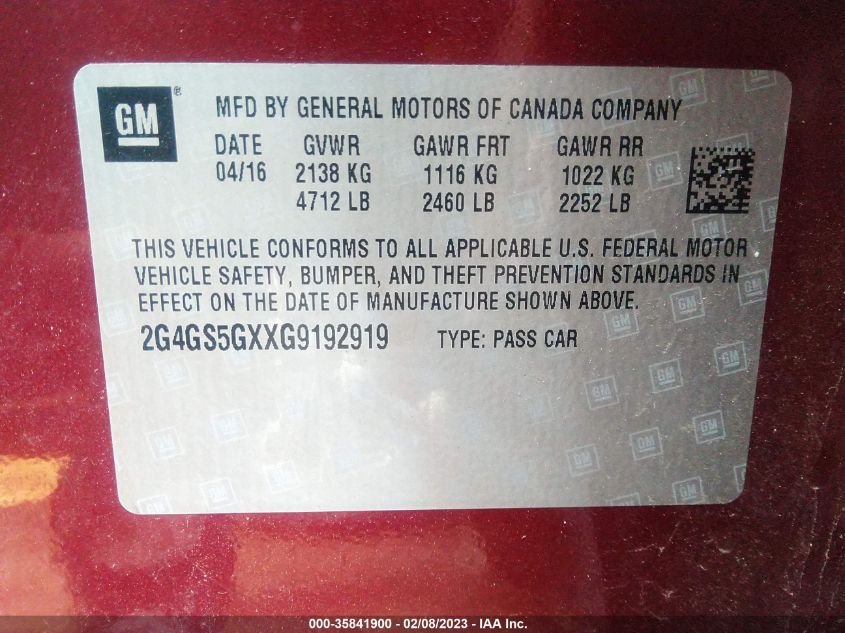 GM ®
MFD BY GENERAL MOTORS OF CANADA COMPANY
DATE GVWR GAWR FRT GAWR RR
04/16 2138 KG 1116 KG 1022 KG
4712 LB 2460 LB 2252 LB
THIS VEHICLE CONFORMS TO ALL APPLICABLE U.S. FEDERAL MOTOR
VEHICLE SAFETY, BUMPER, AND THEFT PREVENTION STANDARDS IN
EFFECT ON THE DATE OF MANUFACTURE SHOWN ABOVE.
2G4GS5GXXG9192919 TYPE: PASS CAR
000-35841900 — 02/08/2023 — IAA Inc.